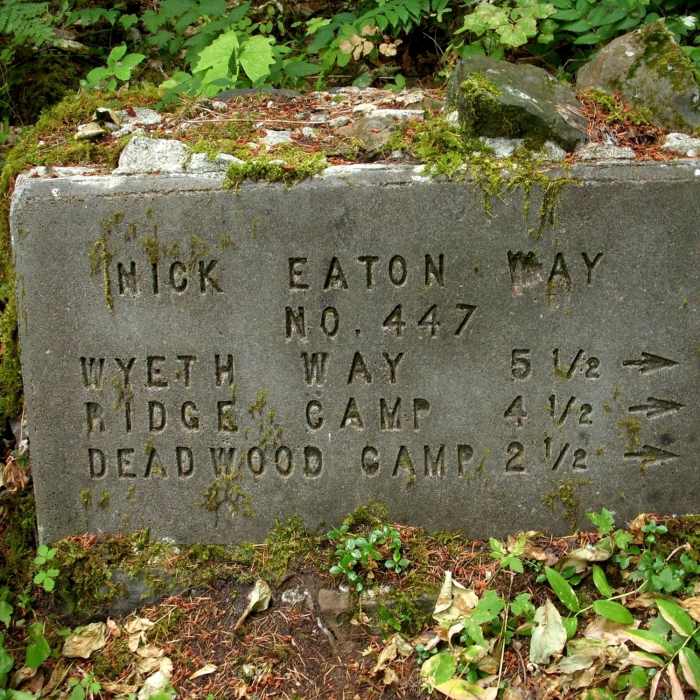 NICK EATON WAY
NO. 447
WYETH WAY 5 1/2 →
RIDGE CAMP 4 1/2 →
DEADWOOD CAMP 2 1/2 →